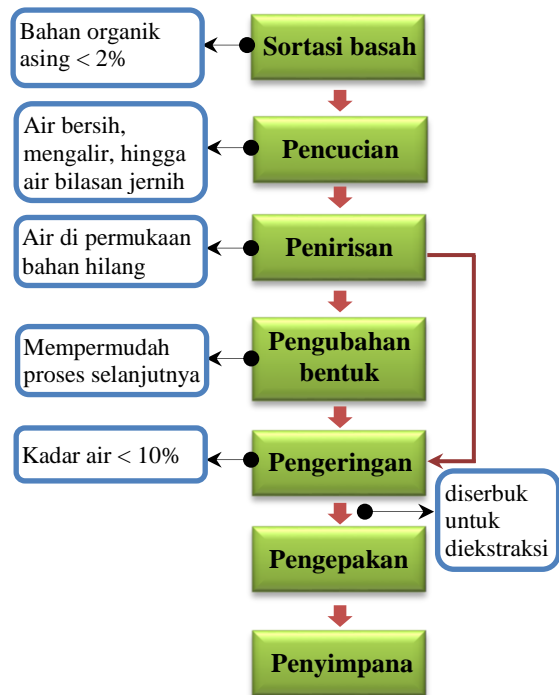 Bahan organik
asing < 2%
Sortasi basah
Air bersih,
mengalir, hingga
air bilasan jernih
Pencucian
Air di permukaan
bahan hilang
Penirisan
Mempermudah
proses selanjutnya
Pengubahan
bentuk
Kadar air < 10%
Pengeringan
diserbuk
untuk
diekstraksi
Pengepakan
Penyimpana